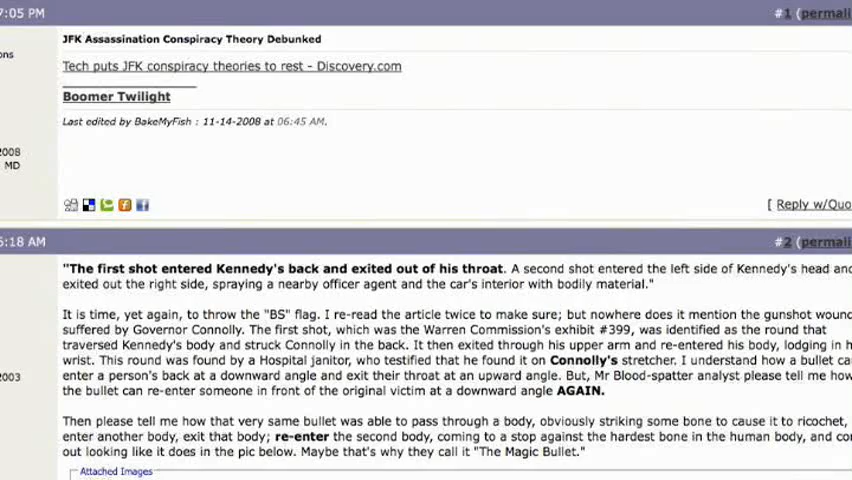 7:05 PM #1 (permali
JFK Assassination Conspiracy Theory Debunked
ons
Tech puts JFK conspiracy theories to rest - Discovery.com
Boomer Twilight
Last edited by BakeMyFish : 11-14-2008 at 06:45 AM.
2008
MD
[ Reply w/Quo
5:18 AM #2 (permali
"The first shot entered Kennedy's back and exited out of his throat. A second shot entered the left side of Kennedy's head and
exited out the right side, spraying a nearby officer agent and the car's interior with bodily material."
It is time, yet again, to throw the "BS" flag. I re-read the article twice to make sure; but nowhere does it mention the gunshot wound
suffered by Governor Connolly. The first shot, which was the Warren Commission's exhibit #399, was identified as the round that
traversed Kennedy's body and struck Connolly in the back. It then exited through his upper arm and re-entered his body, lodging in h
wrist. This round was found by a Hospital janitor, who testified that he found it on Connolly's stretcher. I understand how a bullet ca
2003
enter a person's back at a downward angle and exit their throat at an upward angle. But, Mr Blood-spatter analyst please tell me how
the bullet can re-enter someone in front of the original victim at a downward angle AGAIN.
Then please tell me how that very same bullet was able to pass through a body, obviously striking some bone to cause it to ricochet,
enter another body, exit that body; re-enter the second body, coming to a stop against the hardest bone in the human body, and co
out looking like it does in the pic below. Maybe that's why they call it "The Magic Bullet."
Attached Images